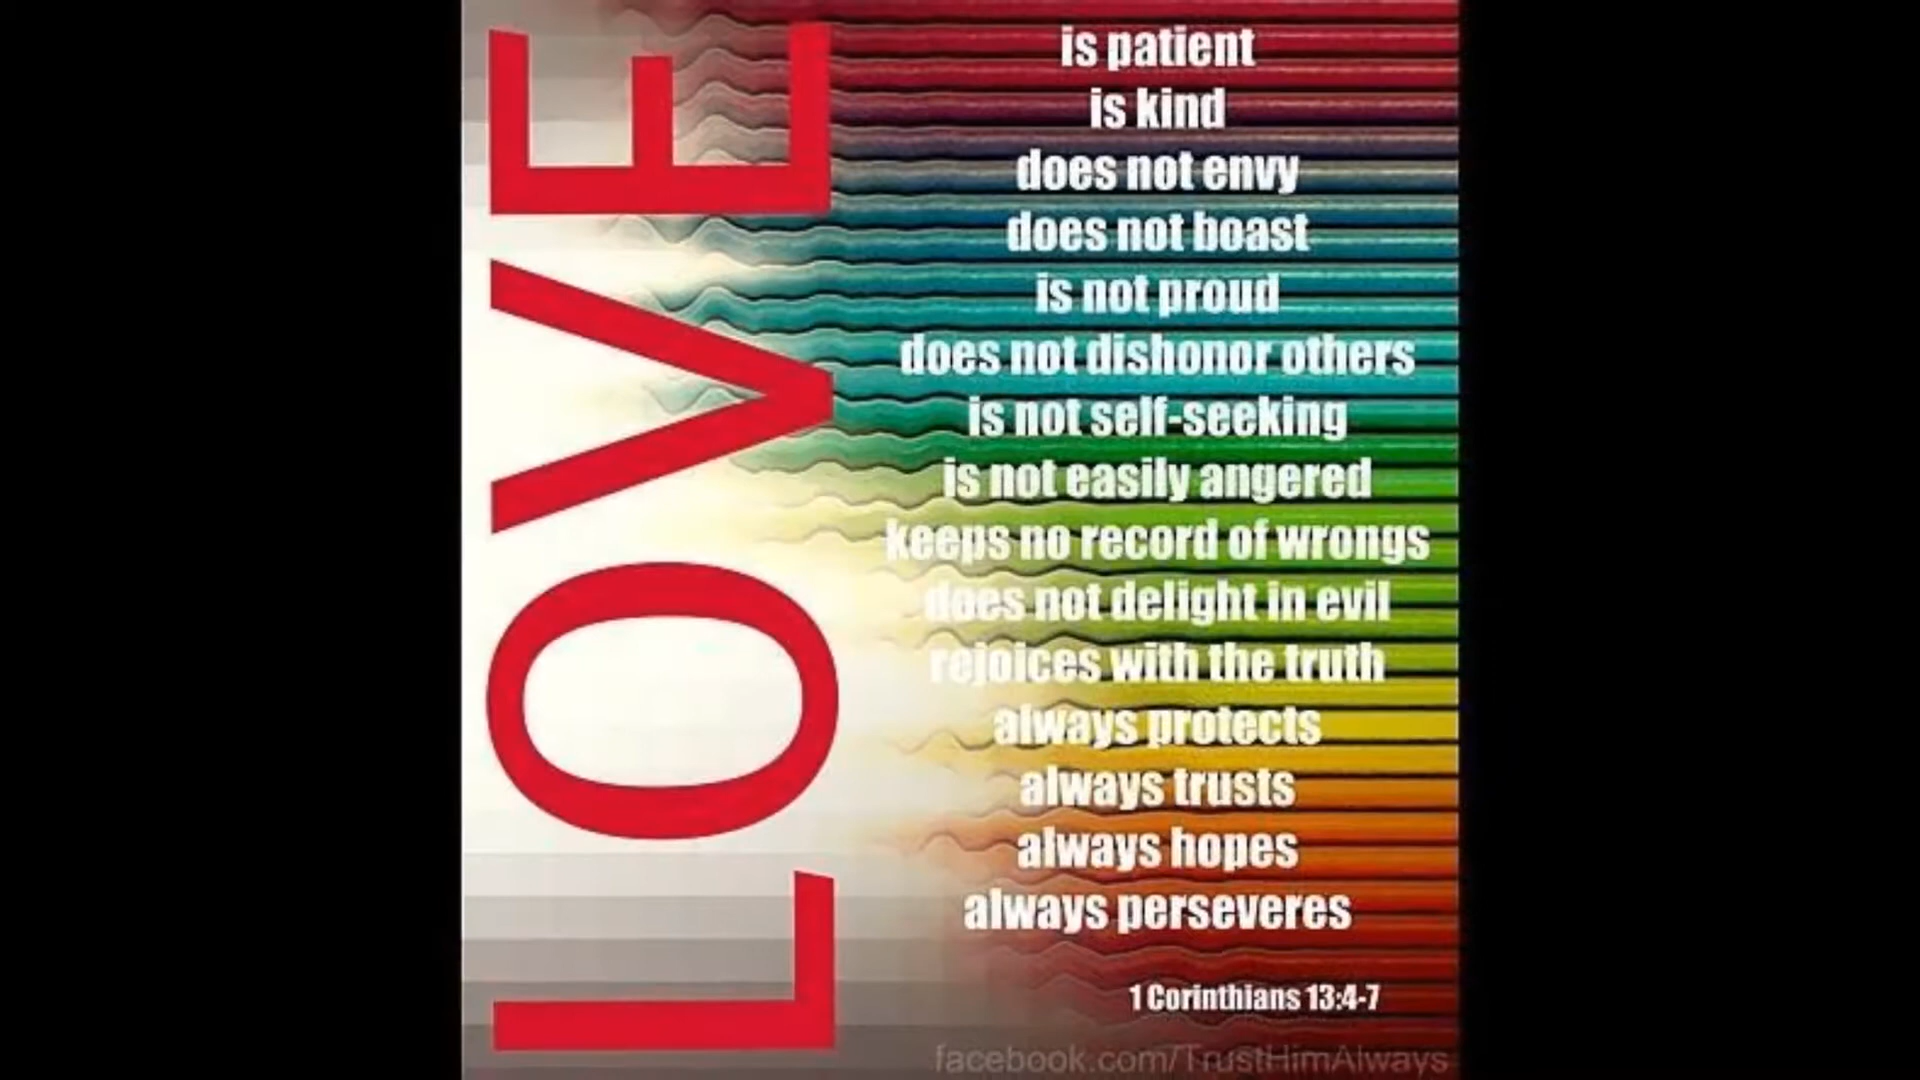 LOVE
is patient
is kind
does not envy
does not boast
is not proud
does not dishonor others
is not self-seeking
is not easily angered
keeps no record of wrongs
does not delight in evil
rejoices with the truth
always protects
always trusts
always hopes
always perseveres
1 Corinthians 13:4-7
facebook.com/TrustHimAlways